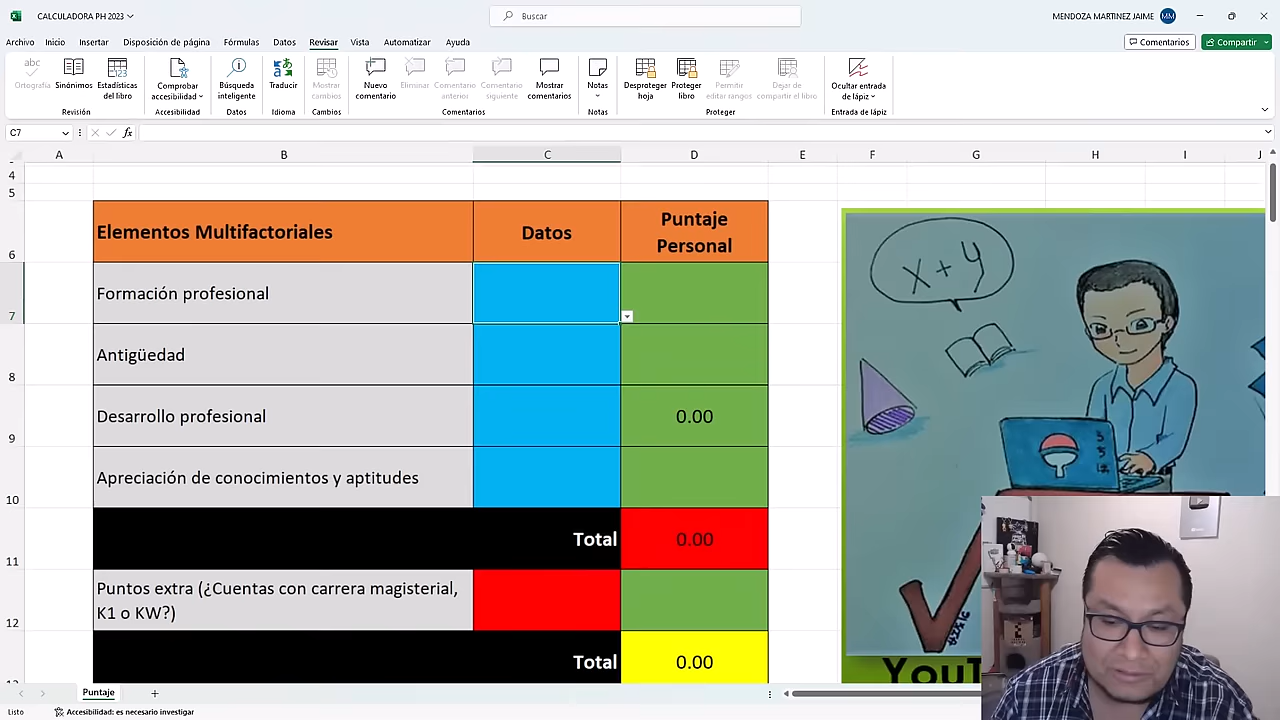 CALCULADORA PH 2023
Buscar
MENDOZA MARTINEZ JAIME
MM
Archivo Inicio Insertar Disposición de página Fórmulas Datos Revisar Vista Automatizar Ayuda
Comentarios
Compartir
abc
Ortografía
Sinónimos
Estadísticas
del libro
Revisión
Comprobar
accesibilidad
Accesibilidad
Búsqueda
inteligente
Datos
Traducir
Idioma
Mostrar
cambios
Cambios
Nuevo
comentario
Eliminar
Comentario
anterior
Comentario
siguiente
Mostrar
comentarios
Comentarios
Notas
Notas
Desproteger
hoja
Proteger
libro
Permitir
editar rangos
Dejar de
compartir el libro
Proteger
Ocultar entrada
de lápiz
Entrada de lápiz
C7
fx
A B C D E F G H I J
4
5
6
Elementos Multifactoriales
Datos
Puntaje
Personal
7
Formación profesional
8
Antigüedad
9
Desarrollo profesional
0.00
10
Apreciación de conocimientos y aptitudes
11
Total
0.00
12
Puntos extra (¿Cuentas con carrera magisterial,
K1 o KW?)
Total
0.00
x + y
Puntaje
Listo
Accesibilidad: es necesario investigar